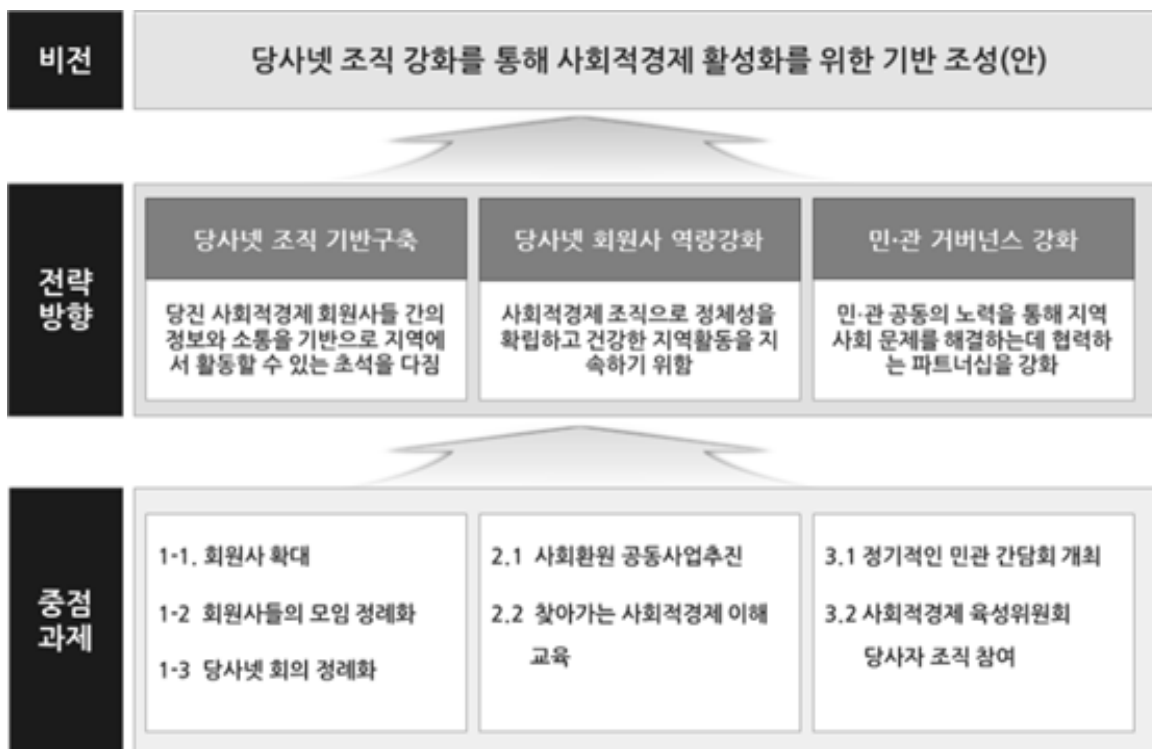 비전
당사넷 조직 강화를 통해 사회적경제 활성화를 위한 기반 조성(안)
전략
방향
당사넷 조직 기반구축
당진 사회적경제 회원사들 간의
정보와 소통을 기반으로 지역에
서 활동할 수 있는 초석을 다짐
당사넷 회원사 역량강화
사회적경제 조직으로 정체성을
확립하고 건강한 지역활동을 지
속하기 위함
민·관 거버넌스 강화
민·관 공동의 노력을 통해 지역
사회 문제를 해결하는데 협력하
는 파트너십을 강화
중점
과제
1-1. 회원사 확대
1-2 회원사들의 모임 정례화
1-3 당사넷 회의 정례화
2.1 사회환원 공동사업추진
2.2 찾아가는 사회적경제 이해
교육
3.1 정기적인 민관 간담회 개최
3.2 사회적경제 육성위원회
당사자 조직 참여